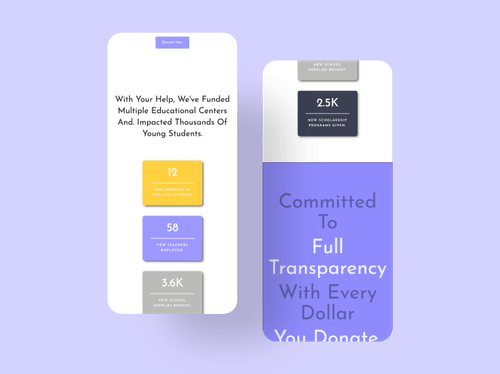 Donate Now
With Your Help, We've Funded
Multiple Educational Centers
And. Impacted Thousands Of
Young Students.
12
NEW SCHOOLS IN
THE LAST 10 YEARS
58
NEW TEACHERS
EMPLOYED.
3.6K
NEW SCHOOL
SUPPLIES BOUGHT.
NEW SCHOOL
SUPPLIES BOUGHT.
2.5K
NEW SCHOLARSHIP
PROGRAMS GIVEN.
Committed
To
Full
Transparency
With Every
Dollar
You Donate